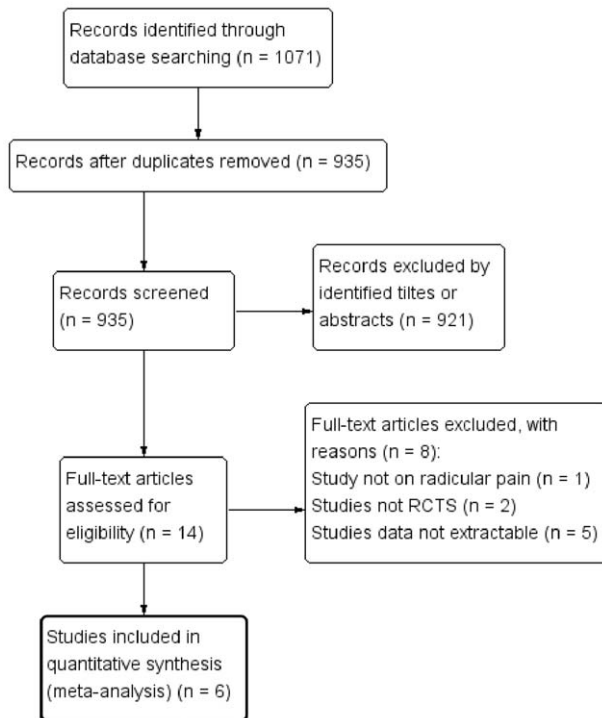 Records identified through
database searching (n = 1071)
Records after duplicates removed (n = 935)
Records screened
(n = 935)
Records excluded by
identified tiltes or
abstracts (n = 921)
Full-text articles
assessed for
eligibility (n = 14)
Full-text articles excluded, with
reasons (n = 8):
Study not on radicular pain (n = 1)
Studies not RCTS (n = 2)
Studies data not extractable (n = 5)
Studies included in
quantitative synthesis
(meta-analysis) (n = 6)